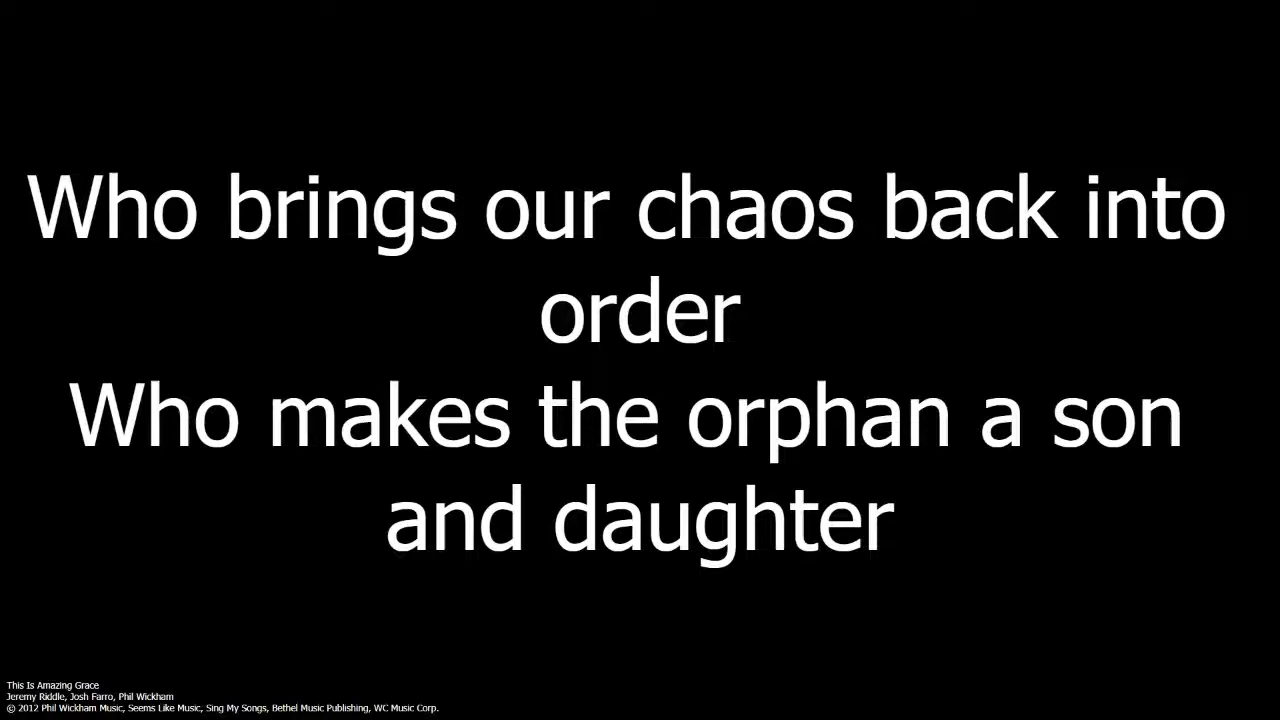 Who brings our chaos back into
order
Who makes the orphan a son
and daughter
This Is Amazing Grace
Jeremy Riddle, Josh Farro, Phil Wickham
© 2012 Phil Wickham Music, Seems Like Music, Sing My Songs, Bethel Music Publishing, WC Music Corp.